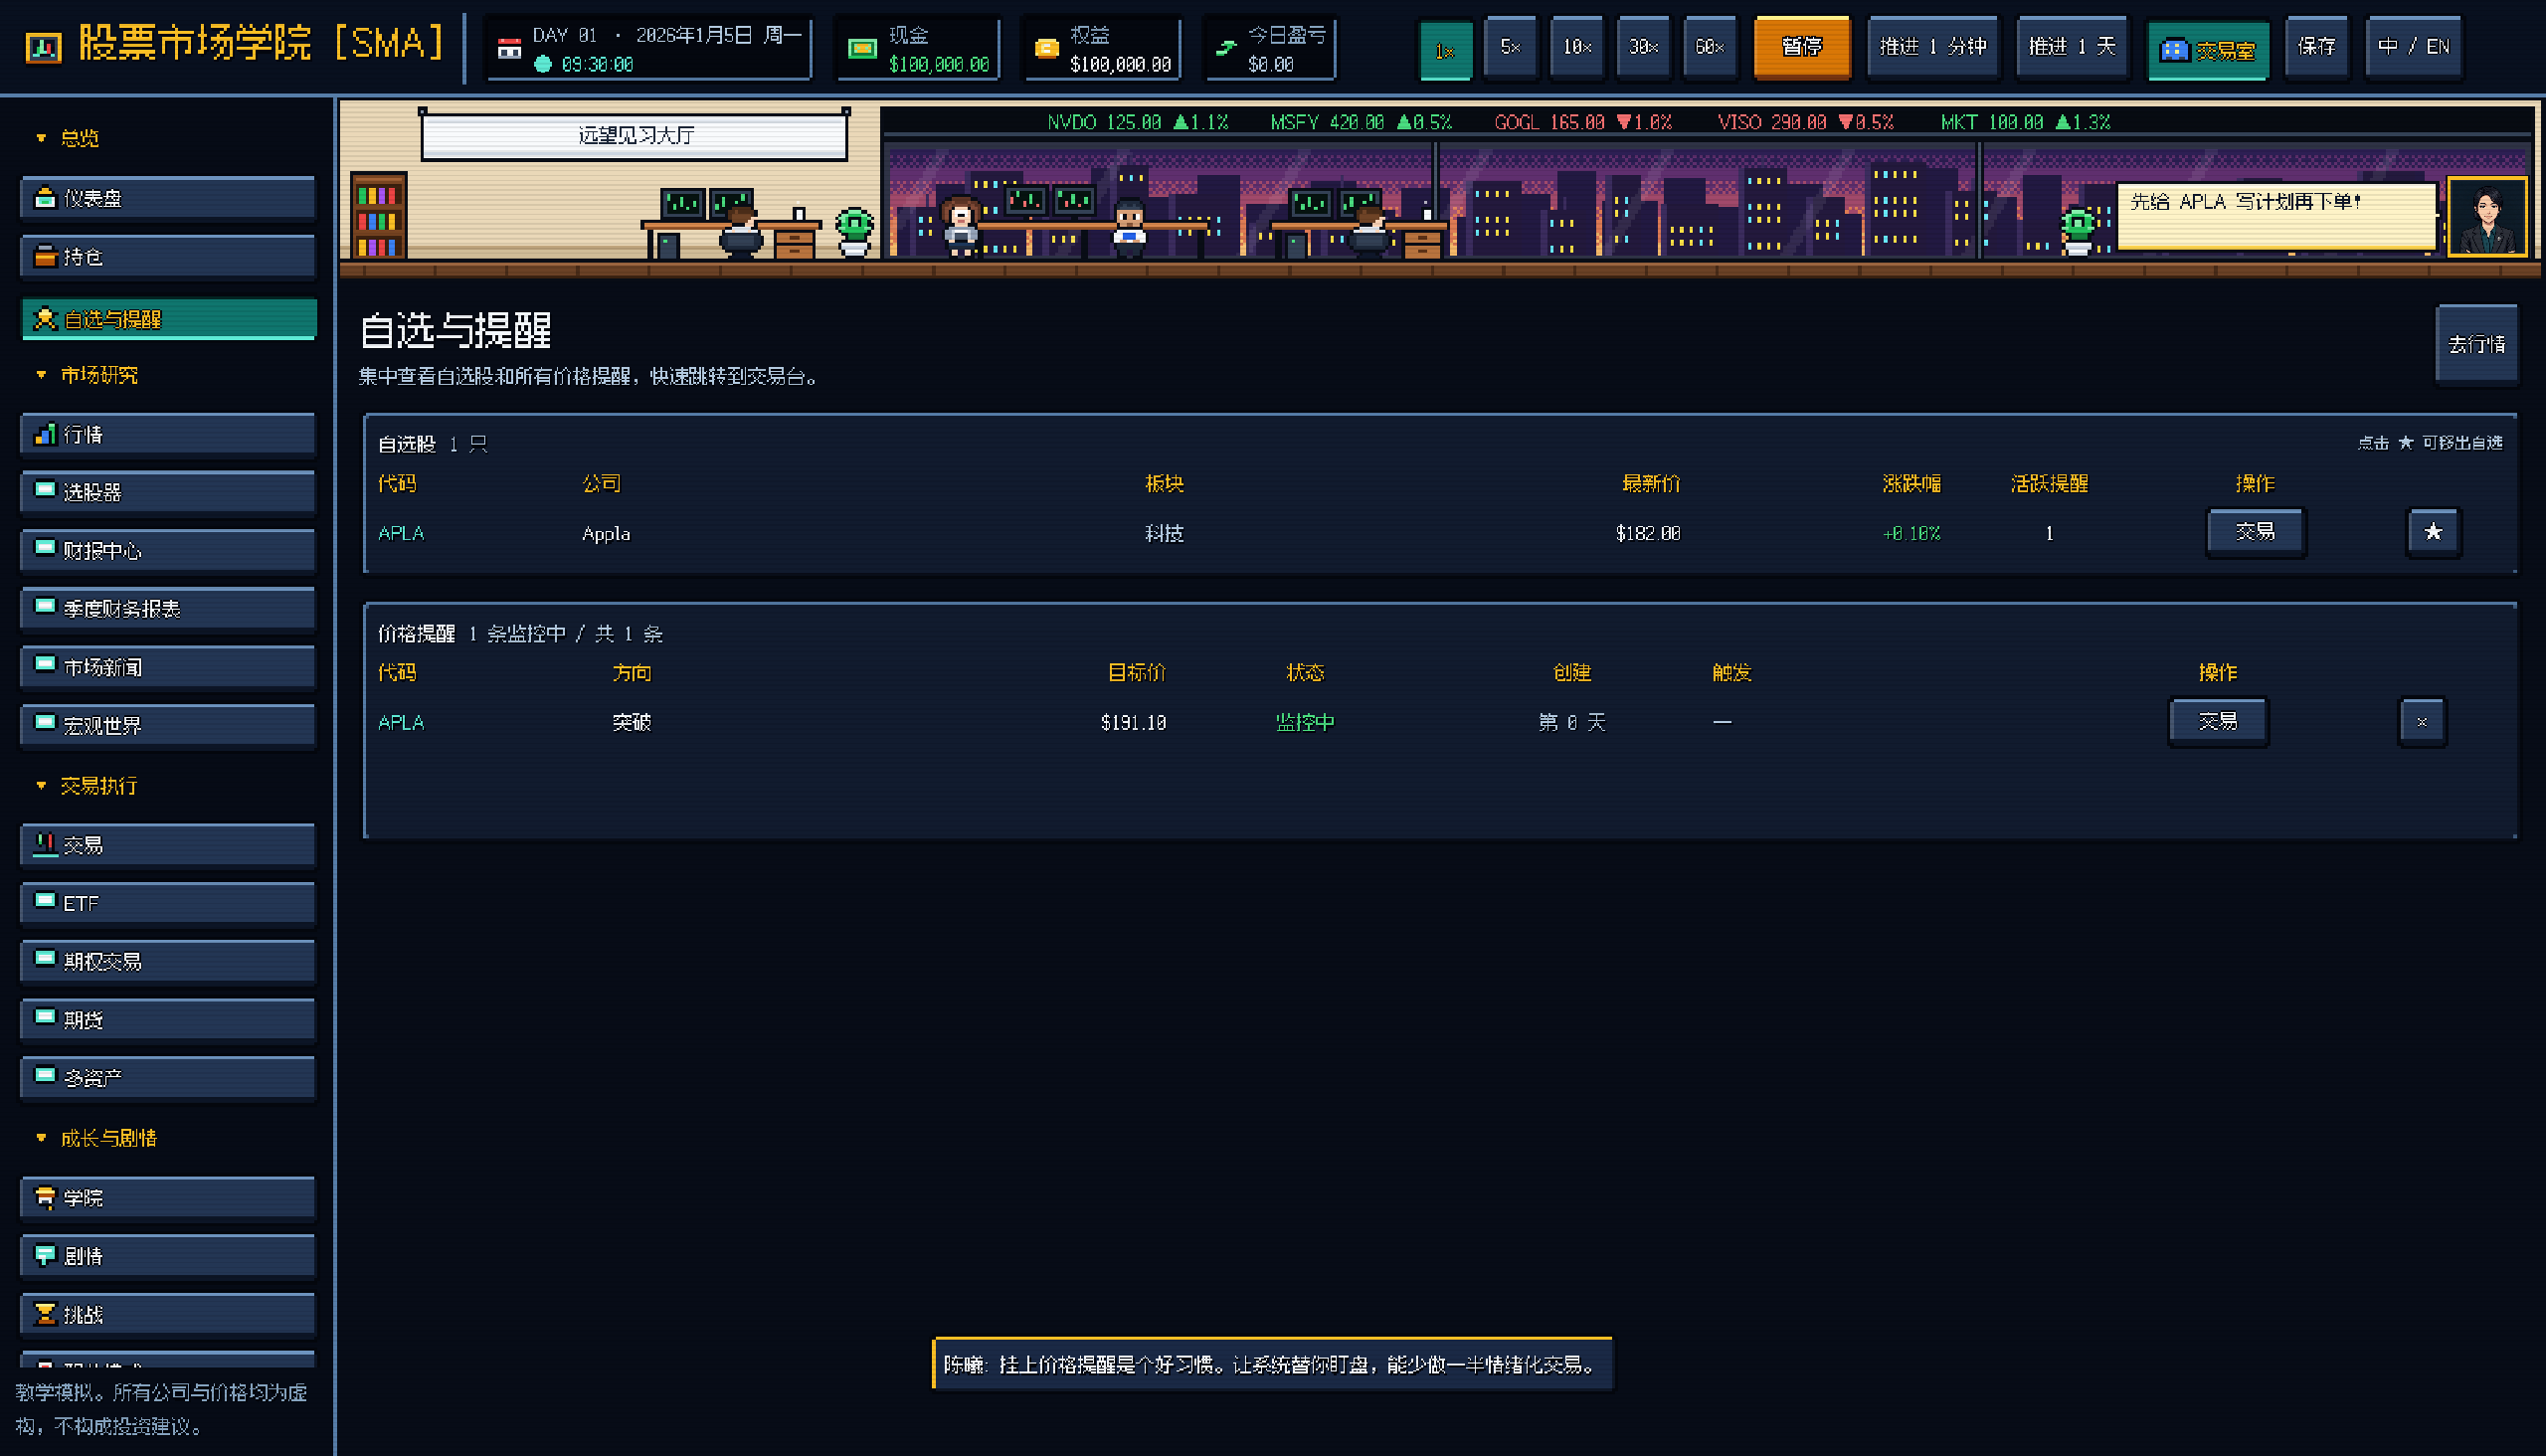 股票市场学院 [SMA]
DAY 01 · 2026年1月5日 周一
09:30:00
现金
$100,000.00
权益
$100,000.00
今日盈亏
$0.00
1×
5×
10×
30×
60×
暂停
推进 1 分钟
推进 1 天
交易室
保存
中 / EN
总览
仪表盘
持仓
自选与提醒
市场研究
行情
选股器
财报中心
季度财务报表
市场新闻
宏观世界
交易执行
交易
ETF
期权交易
期货
多资产
成长与剧情
学院
剧情
挑战
教学模拟。所有公司与价格均为虚
构，不构成投资建议。
远望见习大厅
NVDO 125.00 ▲1.1% MSFY 420.00 ▲0.5% GOGL 165.00 ▼1.0% VISO 290.00 ▼0.5% MKT 100.00 ▲1.3%
先给 APLA 写计划再下单!
自选与提醒
集中查看自选股和所有价格提醒，快速跳转到交易台。
去行情
自选股 1 只
点击 ★ 可移出自选
代码 公司 板块 最新价 涨跌幅 活跃提醒 操作
APLA Appla 科技 $182.00 +0.10% 1 交易 ★
价格提醒 1 条监控中 / 共 1 条
代码 方向 目标价 状态 创建 触发 操作
APLA 突破 $191.10 监控中 第 0 天 — 交易 ×
陈曦: 挂上价格提醒是个好习惯。让系统替你盯盘，能少做一半情绪化交易。